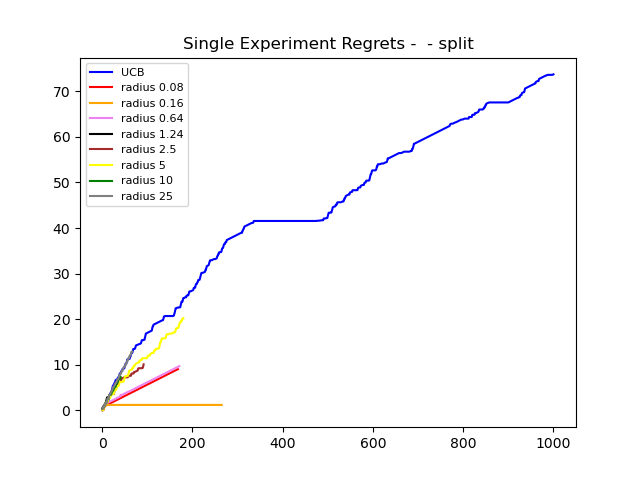 Single Experiment Regrets -  - split
UCB
radius 0.08
radius 0.16
radius 0.64
radius 1.24
radius 2.5
radius 5
radius 10
radius 25
70
60
50
40
30
20
10
0
0 200 400 600 800 1000